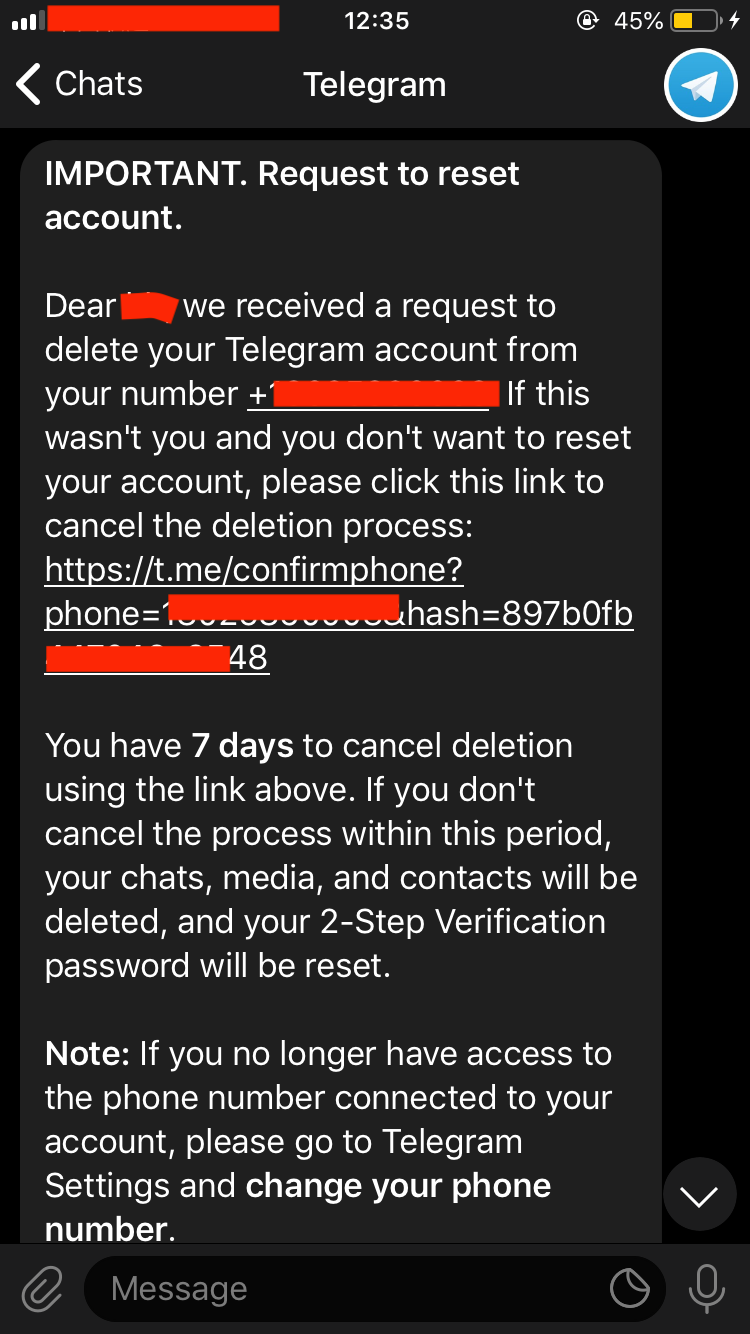 12:35
45%
Chats
Telegram
IMPORTANT. Request to reset
account.
Dear we received a request to
delete your Telegram account from
your number + If this
wasn't you and you don't want to reset
your account, please click this link to
cancel the deletion process:
https://t.me/confirmphone?
phone= &hash=897b0fb
48
You have 7 days to cancel deletion
using the link above. If you don't
cancel the process within this period,
your chats, media, and contacts will be
deleted, and your 2-Step Verification
password will be reset.
Note: If you no longer have access to
the phone number connected to your
account, please go to Telegram
Settings and change your phone
number.
Message